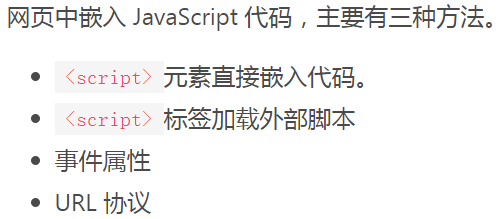 网页中嵌入 JavaScript 代码，主要有三种方法。
<script>元素直接嵌入代码。
<script>标签加载外部脚本
事件属性
URL 协议